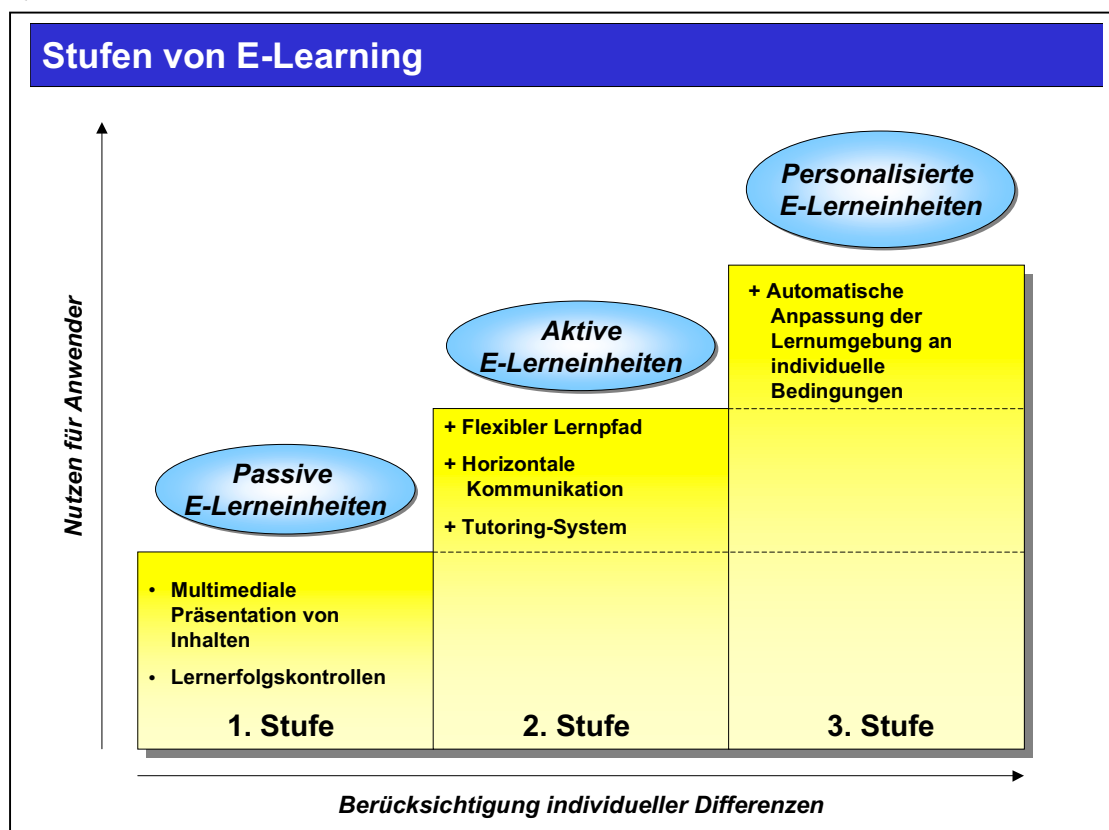 Stufen von E-Learning
Nutzen für Anwender
Personalisierte
E-Lerneinheiten
+ Automatische
Anpassung der
Lernumgebung an
individuelle
Bedingungen
Aktive
E-Lerneinheiten
+ Flexibler Lernpfad
+ Horizontale
Kommunikation
+ Tutoring-System
Passive
E-Lerneinheiten
• Multimediale
Präsentation von
Inhalten
• Lernerfolgskontrollen
1. Stufe
2. Stufe
3. Stufe
Berücksichtigung individueller Differenzen